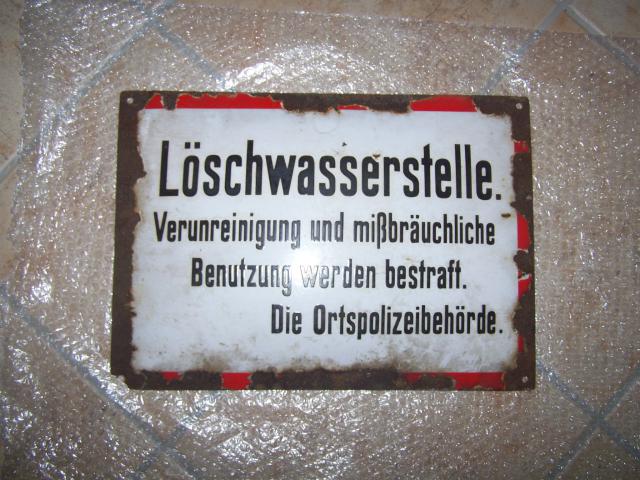 Löschwasserstelle.
Verunreinigung und mißbräuchliche
Benutzung werden bestraft.
Die Ortspolizeibehörde.